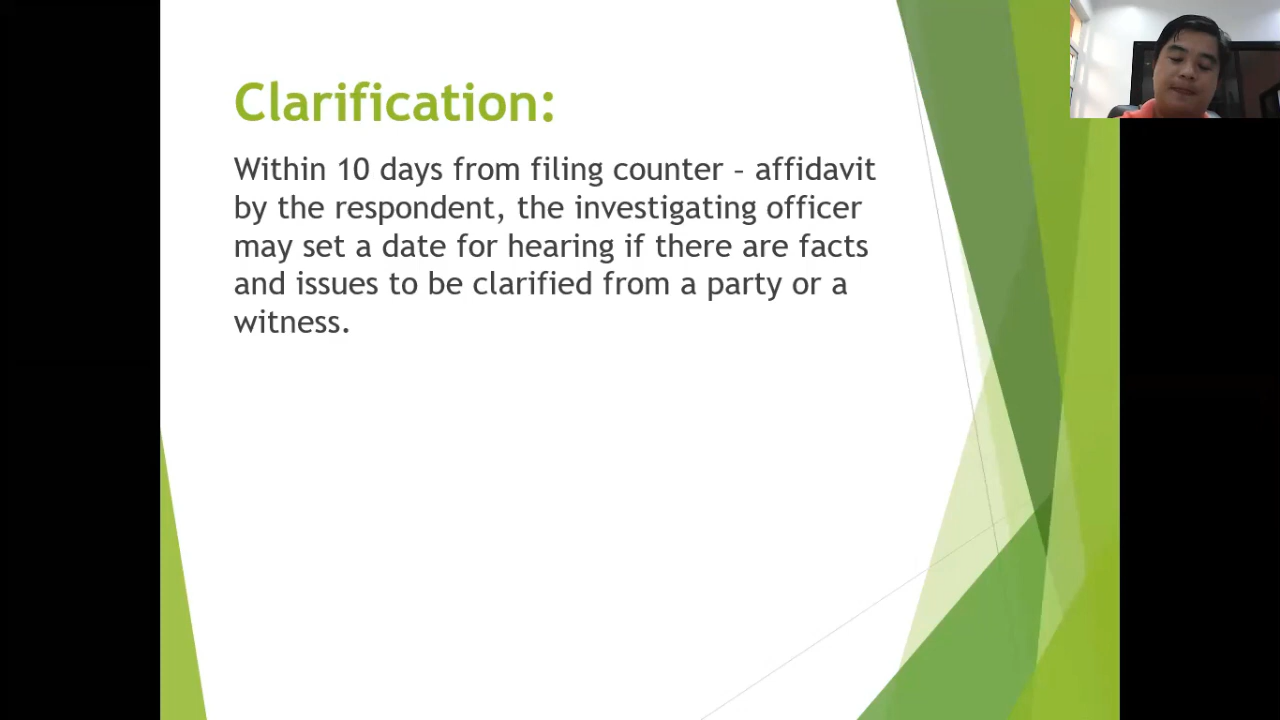 Clarification:
Within 10 days from filing counter – affidavit
by the respondent, the investigating officer
may set a date for hearing if there are facts
and issues to be clarified from a party or a
witness.